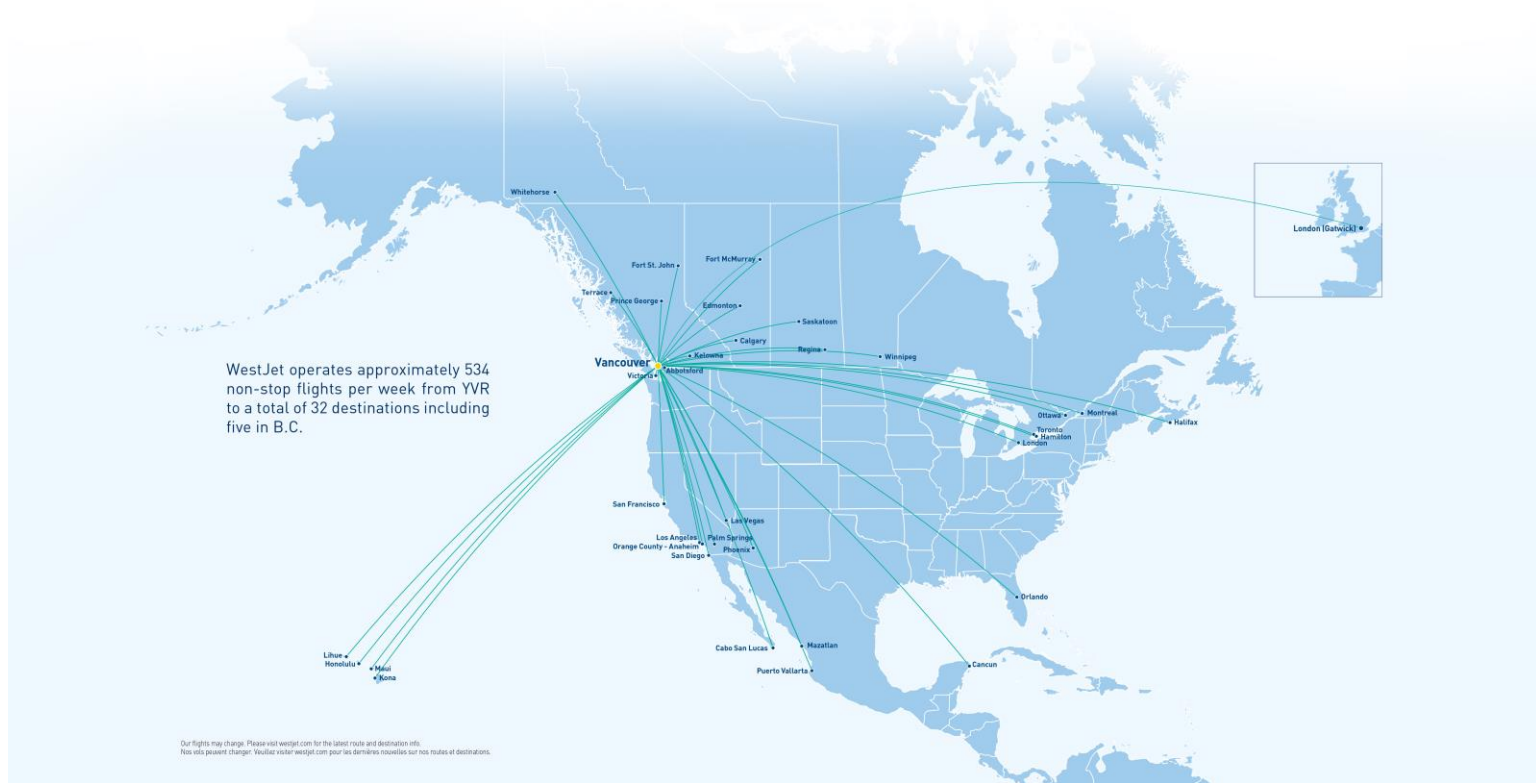 Whitehorse
London (Gatwick)
Fort McMurray
Fort St. John
Terrace
Prince George
Edmonton
Saskatoon
Calgary
Regina
Kelowna
Winnipeg
Vancouver
Abbotsford
Victoria
WestJet operates approximately 534
non-stop flights per week from YVR
to a total of 32 destinations including
five in B.C.
Ottawa
Montreal
Halifax
Toronto
Hamilton
London
San Francisco
Las Vegas
Los Angeles
Palm Springs
Orange County - Anaheim
Phoenix
San Diego
Orlando
Cabo San Lucas
Mazatlan
Puerto Vallarta
Cancun
Lihue
Honolulu
Maui
Kona
Our flights may change. Please visit westjet.com for the latest route and destination info.
Nos vols peuvent changer. Veuillez visiter westjet.com pour les dernières nouvelles sur nos routes et destinations.